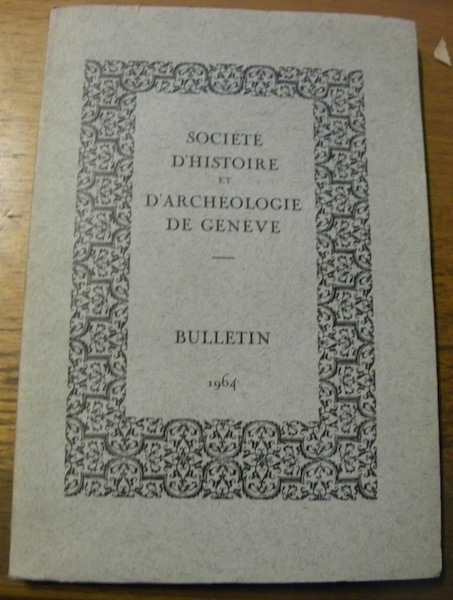 SOCIÉTÉ
D'HISTOIRE
ET
D'ARCHÉOLOGIE
DE GENÈVE
BULLETIN
1964